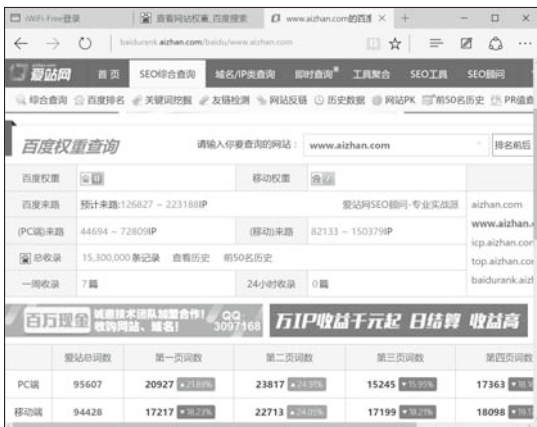 iWiFi-Free登录 查看网站权重_百度搜索 www.aizhan.com的百度
baidurank.aizhan.com/baidu/www.aizhan.com
爱站网 首页 SEO综合查询 域名/IP类查询 即时查询 工具聚合 SEO工具 SEO顾问
综合查询 百度排名 关键词挖掘 友链检测 网站反链 历史数据 网站PK 前50名历史 PR值查
百度权重查询 请输入你要查询的网站： www.aizhan.com 排名前后
百度权重 移动权重
百度来路 预计来路:126827 ~ 223188IP 爱站网SEO顾问-专业实战派 aizhan.com
www.aizhan.
(PC端)来路 44694 ~ 72809IP (移动)来路 82133 ~ 150379IP
icp.aizhan.com
总收录 15,300,000条记录 查看历史 前50名历史 top.aizhan.com
一周收录 7篇 24小时收录 0篇 baidurank.aizh
百万现金 诚邀技术团队加盟合作! 收购网站、域名! QQ: 3097168 万IP收益千元起 日结算 收益高
爱站总词数 第一页词数 第二页词数 第三页词数 第四页词数
PC端 95607 20927 23817 15245 ▼15.95% 17363
移动端 94428 17217 ▼18.23% 22713 17199 ▼18.21% 18098